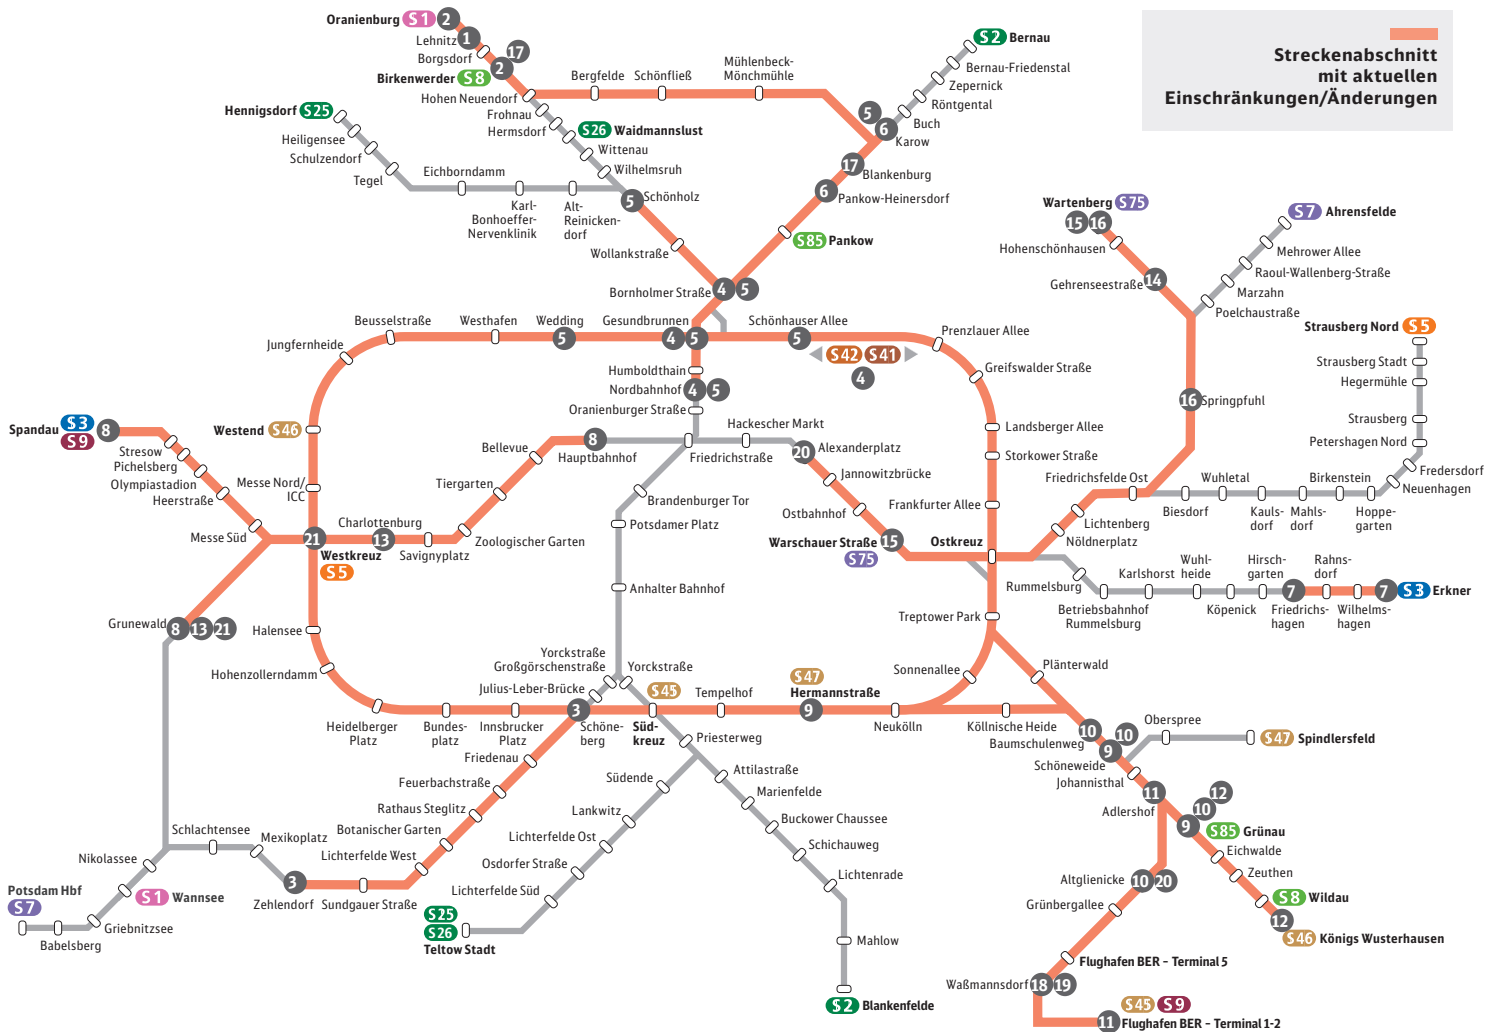 Streckenabschnitt
mit aktuellen
Einschränkungen/Änderungen
Oranienburg S1 2
Lehnitz 1
Borgsdorf
17
2
Birkenwerder S8
Hohen Neuendorf
Bergfelde
Schönfließ
Mühlenbeck-
Mönchmühle
S2 Bernau
Bernau-Friedenstal
Zepernick
Röntgental
Buch
5
6
Karow
17
Blankenburg
6
Pankow-Heinersdorf
S85 Pankow
Hennigsdorf S25
Heiligensee
Schulzendorf
Tegel
Eichborndamm
Karl-
Bonhoeffer-
Nervenklinik
Alt-
Reinicken-
dorf
Frohnau
Hermsdorf
S26 Waidmannslust
Wittenau
Wilhelmsruh
5
Schönholz
Wollankstraße
Bornholmer Straße 4 5
Wartenberg S75
15 16
Hohenschönhausen
Gehrenseestraße 14
16 Springpfuhl
S7 Ahrensfelde
Mehrower Allee
Raoul-Wallenberg-Straße
Marzahn
Poelchaustraße
Strausberg Nord S5
Strausberg Stadt
Hegermühle
Strausberg
Petershagen Nord
Fredersdorf
Neuenhagen
Hoppe-
garten
Birkenstein
Mahls-
dorf
Kauls-
dorf
Wuhletal
Biesdorf
Friedrichsfelde Ost
Lichtenberg
Nöldnerplatz
Jungfernheide
Beusselstraße
Westhafen
Wedding
5
Gesundbrunnen
4 5
Schönhauser Allee
5
S42 S41
4
Prenzlauer Allee
Greifswalder Straße
Landsberger Allee
Storkower Straße
Frankfurter Allee
Ostkreuz
Humboldthain
Nordbahnhof 4 5
Oranienburger Straße
Spandau S3 8
S9
Stresow
Pichelsberg
Olympiastadion
Heerstraße
Messe Süd
Westend S46
Messe Nord/
ICC
21
Westkreuz
S5
Charlottenburg
13
Savignyplatz
Zoologischer Garten
Tiergarten
Bellevue
8
Hauptbahnhof
Friedrichstraße
Hackescher Markt
20
Alexanderplatz
Jannowitzbrücke
Ostbahnhof
Warschauer Straße 15
S75
Brandenburger Tor
Potsdamer Platz
Anhalter Bahnhof
Yorckstraße
Großgörschenstraße
Yorckstraße
Julius-Leber-Brücke
Rummelsburg
Betriebsbahnhof
Rummelsburg
Karlshorst
Wuhl-
heide
Köpenick
Hirsch-
garten
7
Friedrichs-
hagen
Rahns-
dorf
Wilhelms-
hagen
7 S3 Erkner
Treptower Park
Sonnenallee
Plänterwald
Grunewald 8 13 21
Halensee
Hohenzollerndamm
Heidelberger
Platz
Bundes-
platz
Innsbrucker
Platz
3
Schöne-
berg
S45
Süd-
kreuz
Tempelhof
S47
Hermannstraße
9
Neukölln
Köllnische Heide
Baumschulenweg
10
10
9
Schöneweide
Johannisthal
Oberspree
S47 Spindlersfeld
11
Adlershof
12
10
9
S85 Grünau
Eichwalde
Zeuthen
S8 Wildau
12
S46 Königs Wusterhausen
Altglienicke 10 20
Grünbergallee
Flughafen BER – Terminal 5
Waßmannsdorf 18 19
S45 S9
11 Flughafen BER – Terminal 1-2
Friedenau
Feuerbachstraße
Rathaus Steglitz
Botanischer Garten
Lichterfelde West
Sundgauer Straße
3
Zehlendorf
Mexikoplatz
Schlachtensee
Nikolassee
S1 Wannsee
Potsdam Hbf
S7
Babelsberg
Griebnitzsee
Priesterweg
Südende
Lankwitz
Lichterfelde Ost
Osdorfer Straße
Lichterfelde Süd
S25
S26
Teltow Stadt
Attilastraße
Marienfelde
Buckower Chaussee
Schichauweg
Lichtenrade
Mahlow
S2 Blankenfelde